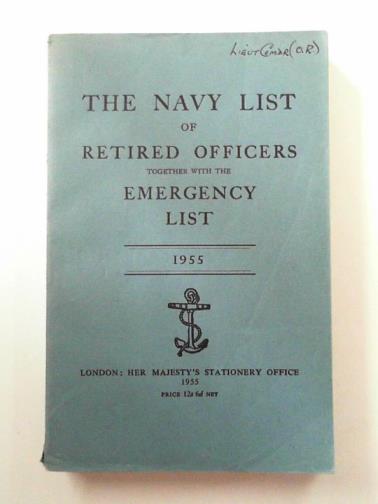 Lieut Cmdr (O.R)
THE NAVY LIST
OF
RETIRED OFFICERS
TOGETHER WITH THE
EMERGENCY
LIST
1955
LONDON: HER MAJESTY'S STATIONERY OFFICE
1955
PRICE 12s 6d NET